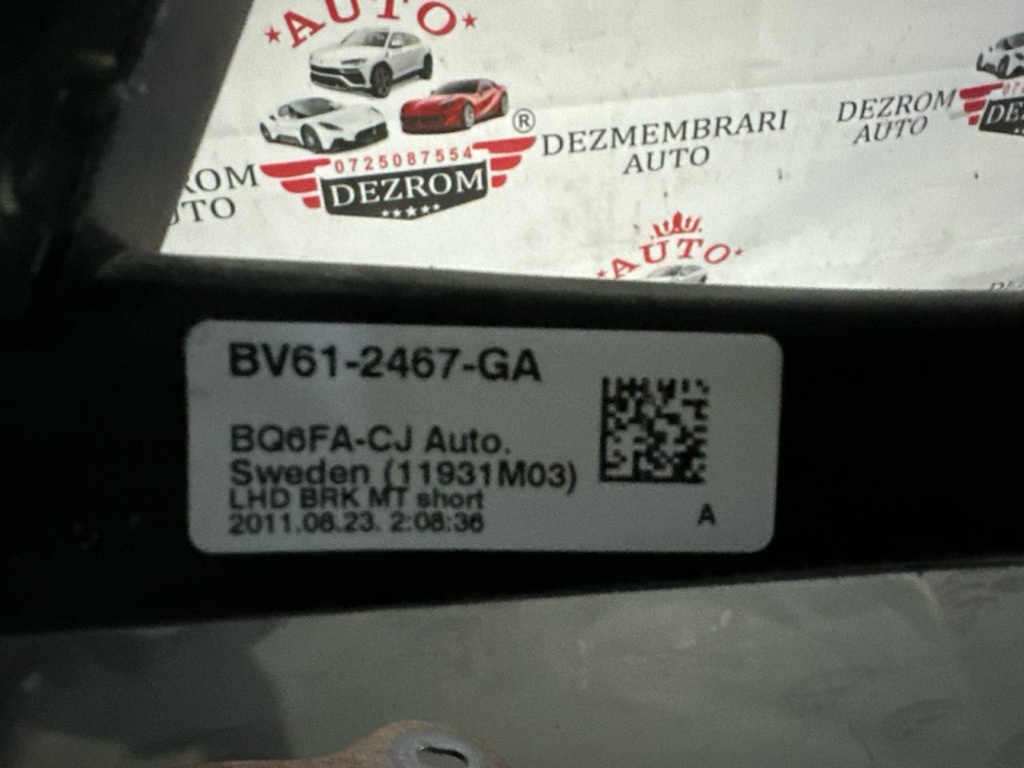 AUTO
®
0725087554
DEZROM
DEZMEMBRARI
AUTO
DEZROM
AUTO
AUTO
BV61-2467-GA
BQ6FA-CJ Auto.
Sweden (11931M03)
LHD BRK MT short
2011.08.23. 2:08:36
A